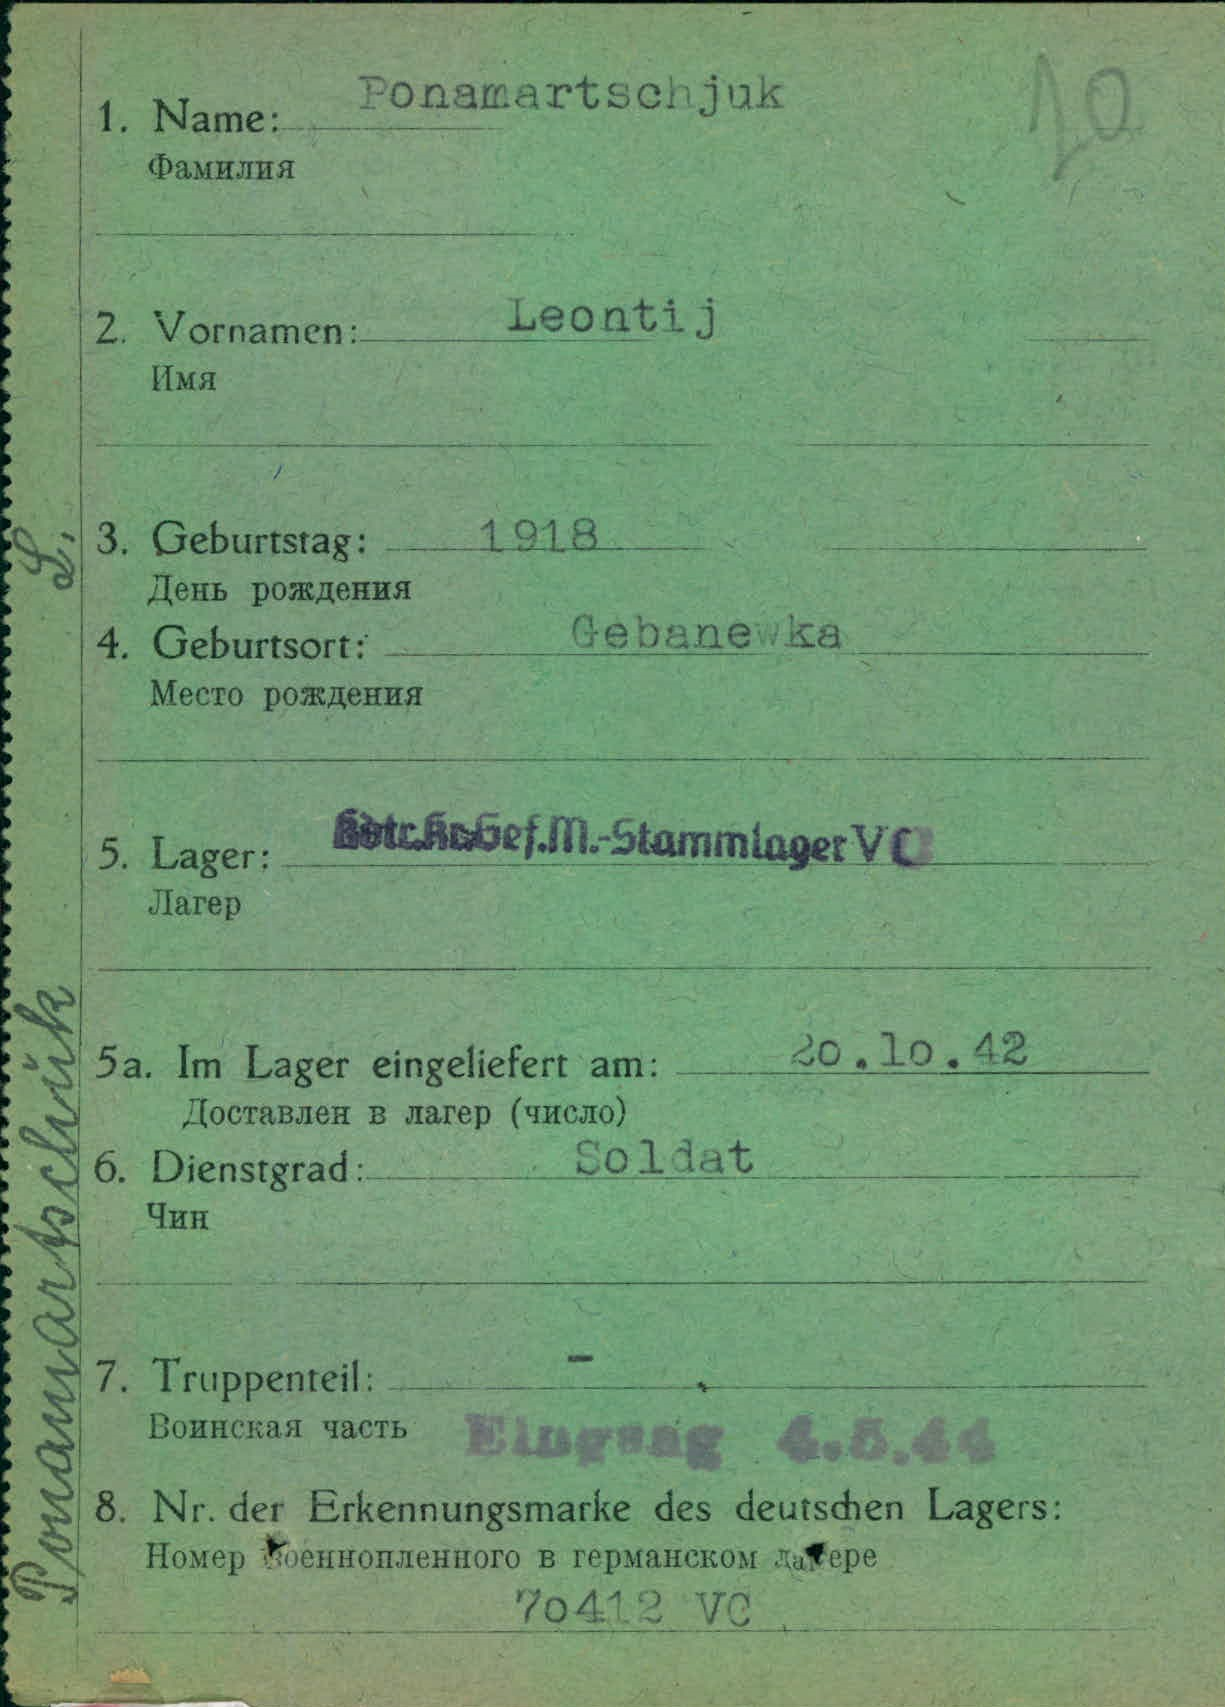 Ponamartschjuk
1. Name:
Фамилия
20
2. Vornamen: Leontij
Имя
3. Geburtstag: 1918
День рождения
4. Geburtsort: Gebanewka
Место рождения
5. Lager: Gef.M.-Stammlager V C
Лагер
5a. Im Lager eingeliefert am: 20.10.42
Доставлен в лагер (число)
6. Dienstgrad: Soldat
Чин
7. Truppenteil: -
Воинская часть
Eingang 4.5.44
8. Nr. der Erkennungsmarke des deutschen Lagers:
Номер военнопленного в германском лагере
70412 VC
Ponamartschuk L.